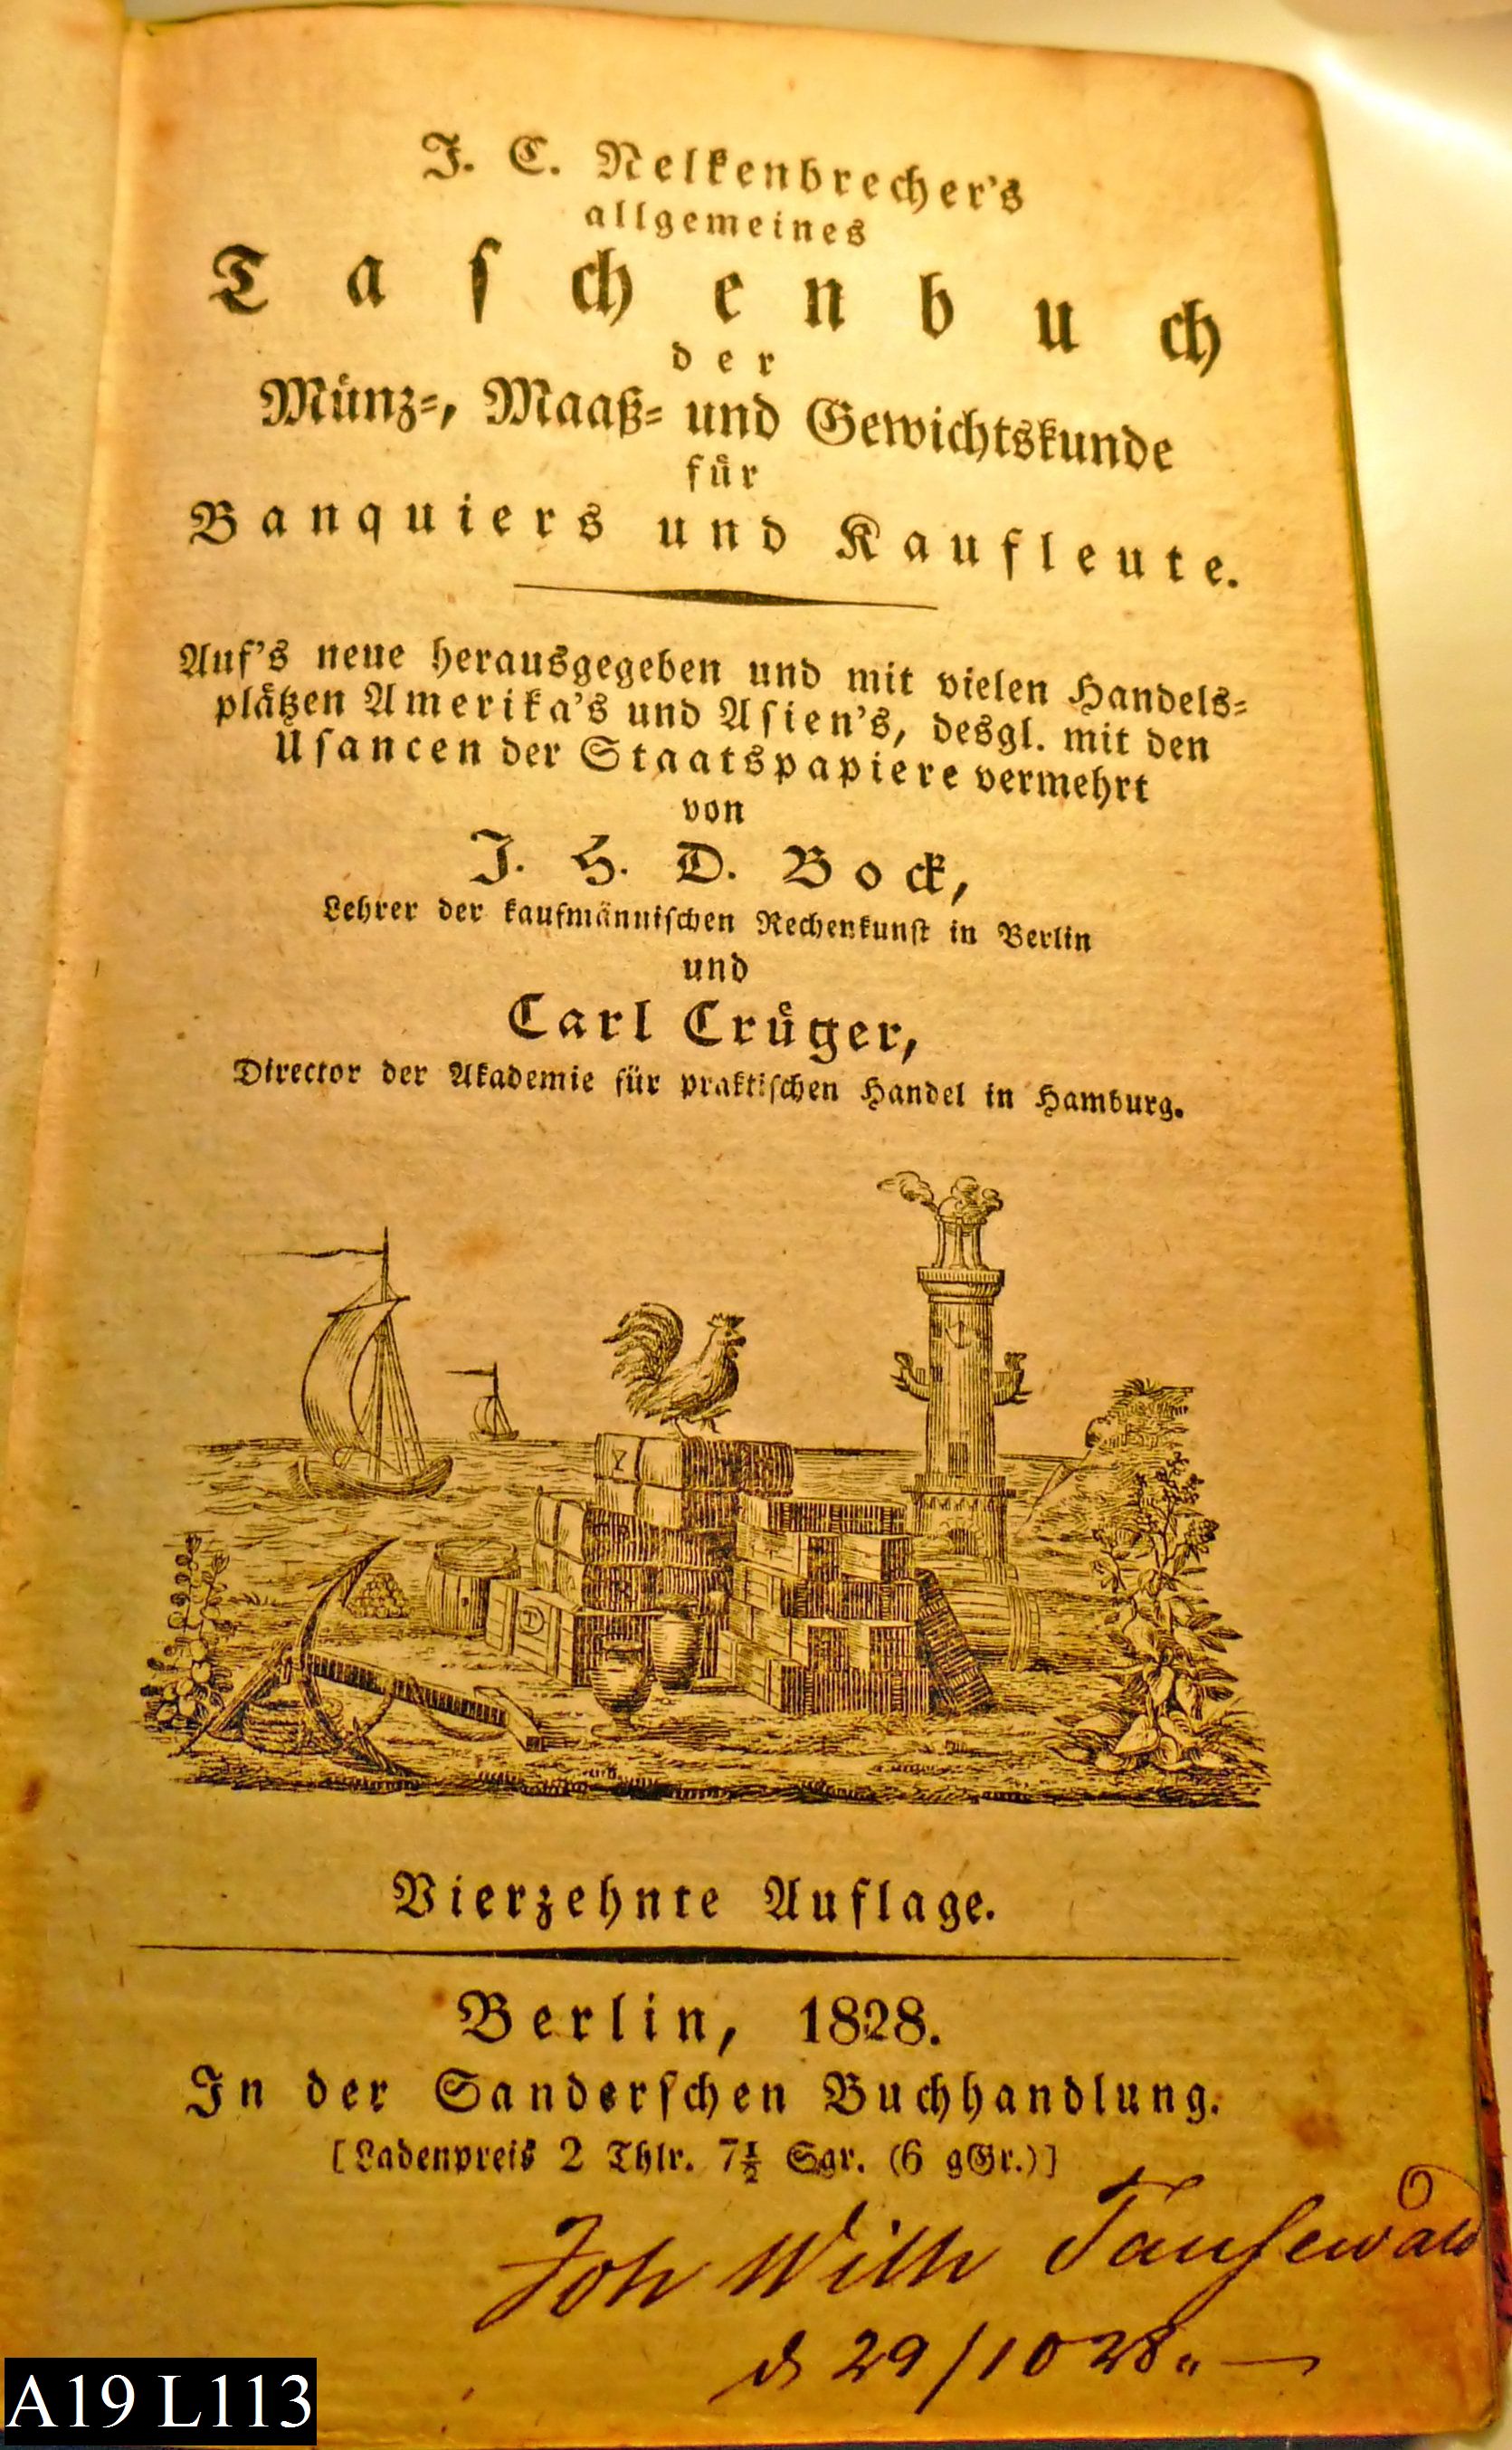 J. C. Nelkenbrecher's
allgemeines
Taschenbuch
der
Münz-, Maaß- und Gewichtskunde
für
Banquiers und Kaufleute.
Auf's neue herausgegeben und mit vielen Handels-
plätzen Amerika's und Asien's, desgl. mit den
Usancen der Staatspapiere vermehrt
von
J. H. D. Bock,
Lehrer der kaufmännischen Rechenkunst in Berlin
und
Carl Crüger,
Director der Akademie für praktischen Handel in Hamburg.
Vierzehnte Auflage.
Berlin, 1828.
In der Sanderschen Buchhandlung.
[Ladenpreis 2 Thlr. 7½ Sgr. (6 gGr.)]
Joh Wilh
d 29/10 28.
A19 L113